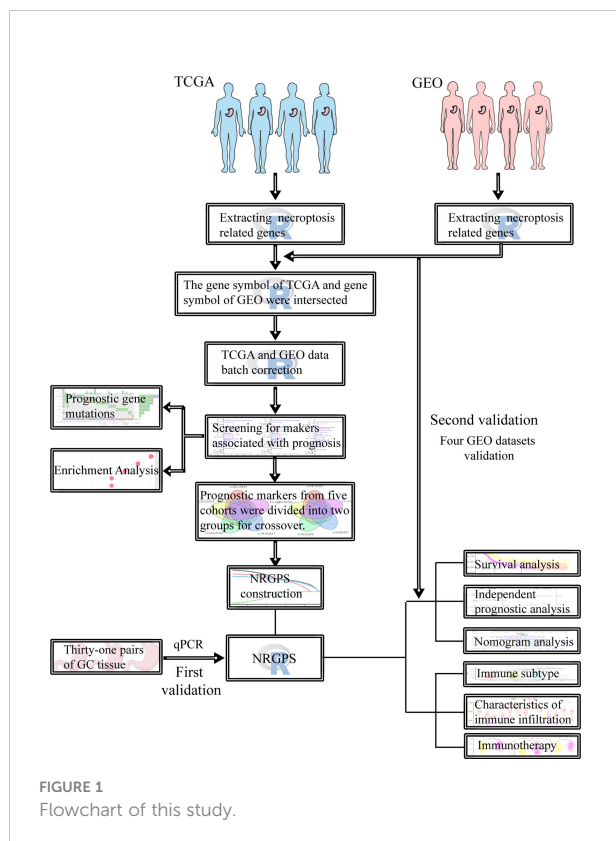 TCGA
GEO
Extracting necroptosis
related genes
Extracting necroptosis
related genes
The gene symbol of TCGA and gene
symbol of GEO were intersected
TCGA and GEO data
batch correction
Prognostic gene
mutations
Screening for makers
associated with prognosis
Enrichment Analysis
Second validation
Four GEO datasets
validation
Prognostic markers from five
cohorts were divided into two
groups for crossover.
NRGPS
construction
Thirty-one pairs
of GC tissue
qPCR
First
validation
NRGPS
Survival analysis
Independent
prognostic analysis
Nomogram analysis
Immune subtype
Characteristics of
immune infiltration
Immunotherapy
FIGURE 1
Flowchart of this study.